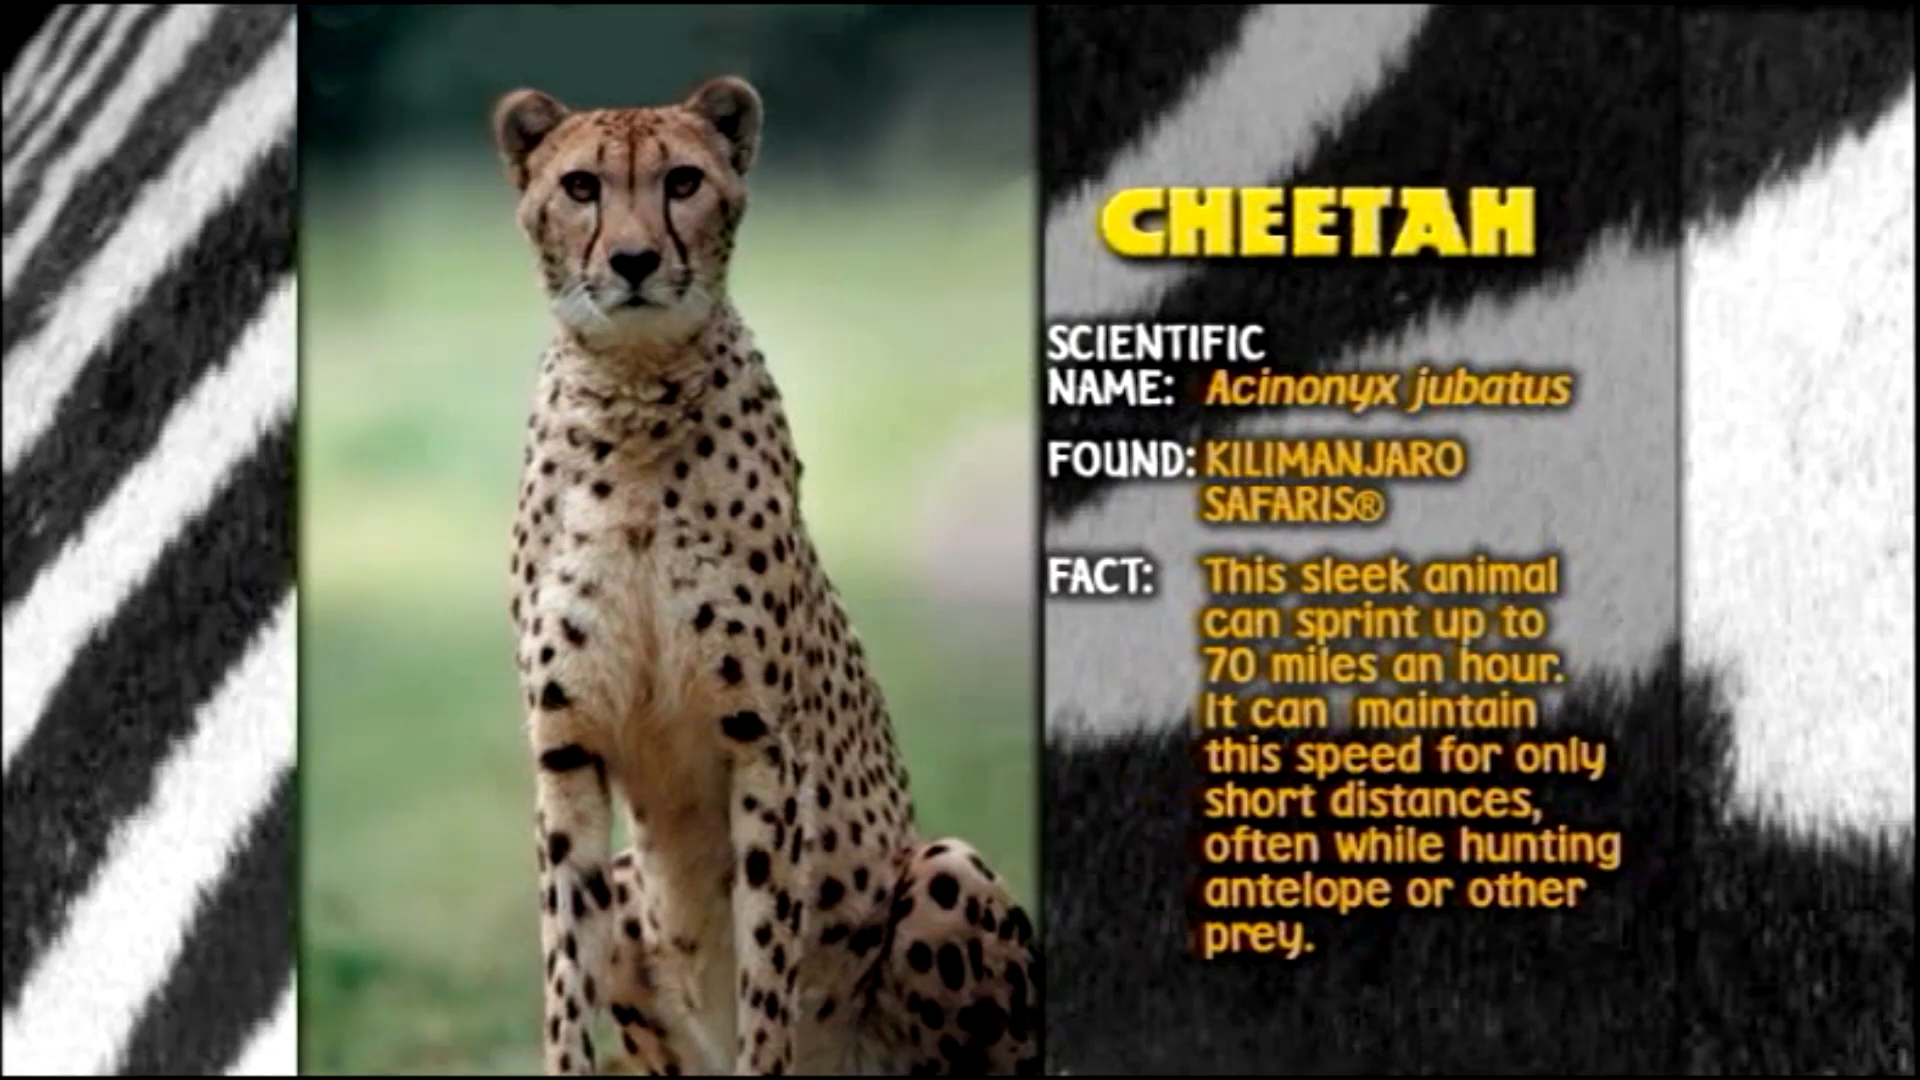 CHEETAH
SCIENTIFIC
NAME: Acinonyx jubatus
FOUND: KILIMANJARO
SAFARIS®
FACT: This sleek animal
can sprint up to
70 miles an hour.
It can maintain
this speed for only
short distances,
often while hunting
antelope or other
prey.